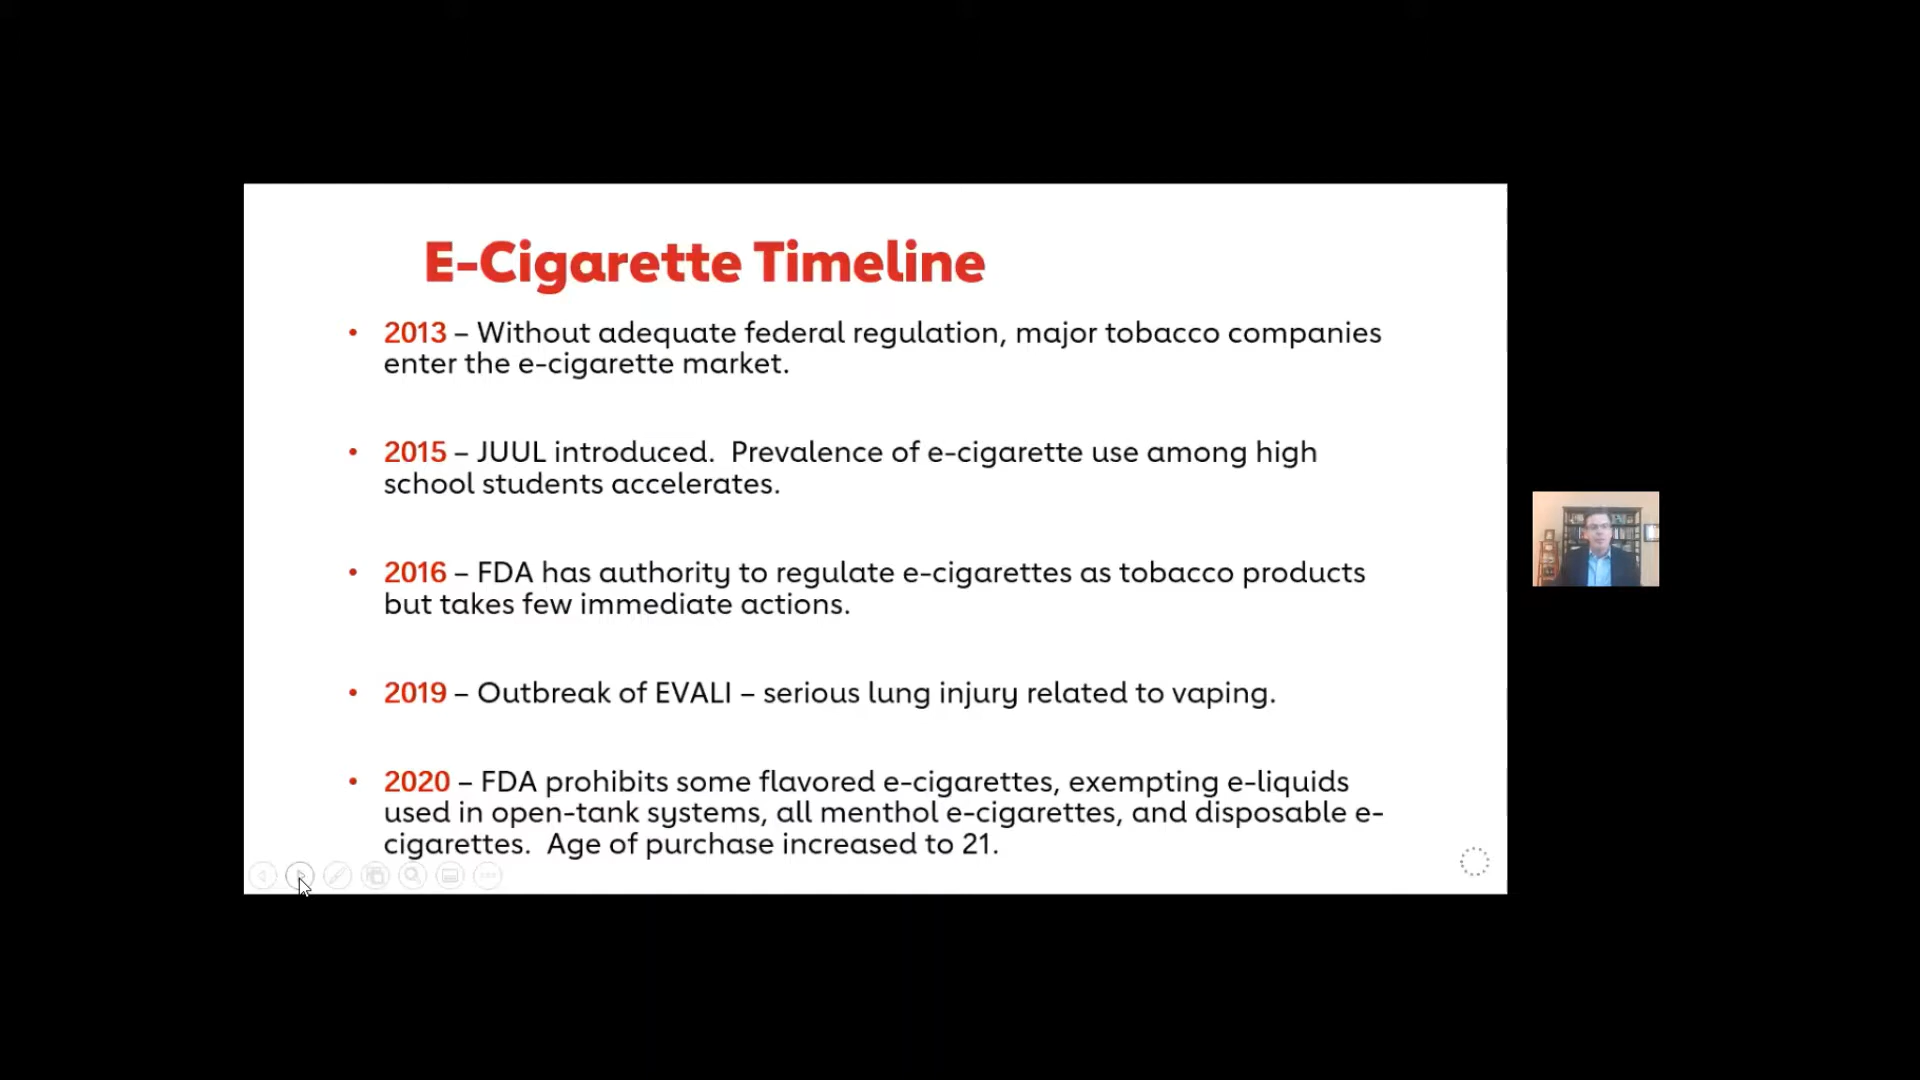 E-Cigarette Timeline
• 2013 – Without adequate federal regulation, major tobacco companies
enter the e-cigarette market.
• 2015 – JUUL introduced.  Prevalence of e-cigarette use among high
school students accelerates.
• 2016 – FDA has authority to regulate e-cigarettes as tobacco products
but takes few immediate actions.
• 2019 – Outbreak of EVALI – serious lung injury related to vaping.
• 2020 – FDA prohibits some flavored e-cigarettes, exempting e-liquids
used in open-tank systems, all menthol e-cigarettes, and disposable e-
cigarettes.  Age of purchase increased to 21.